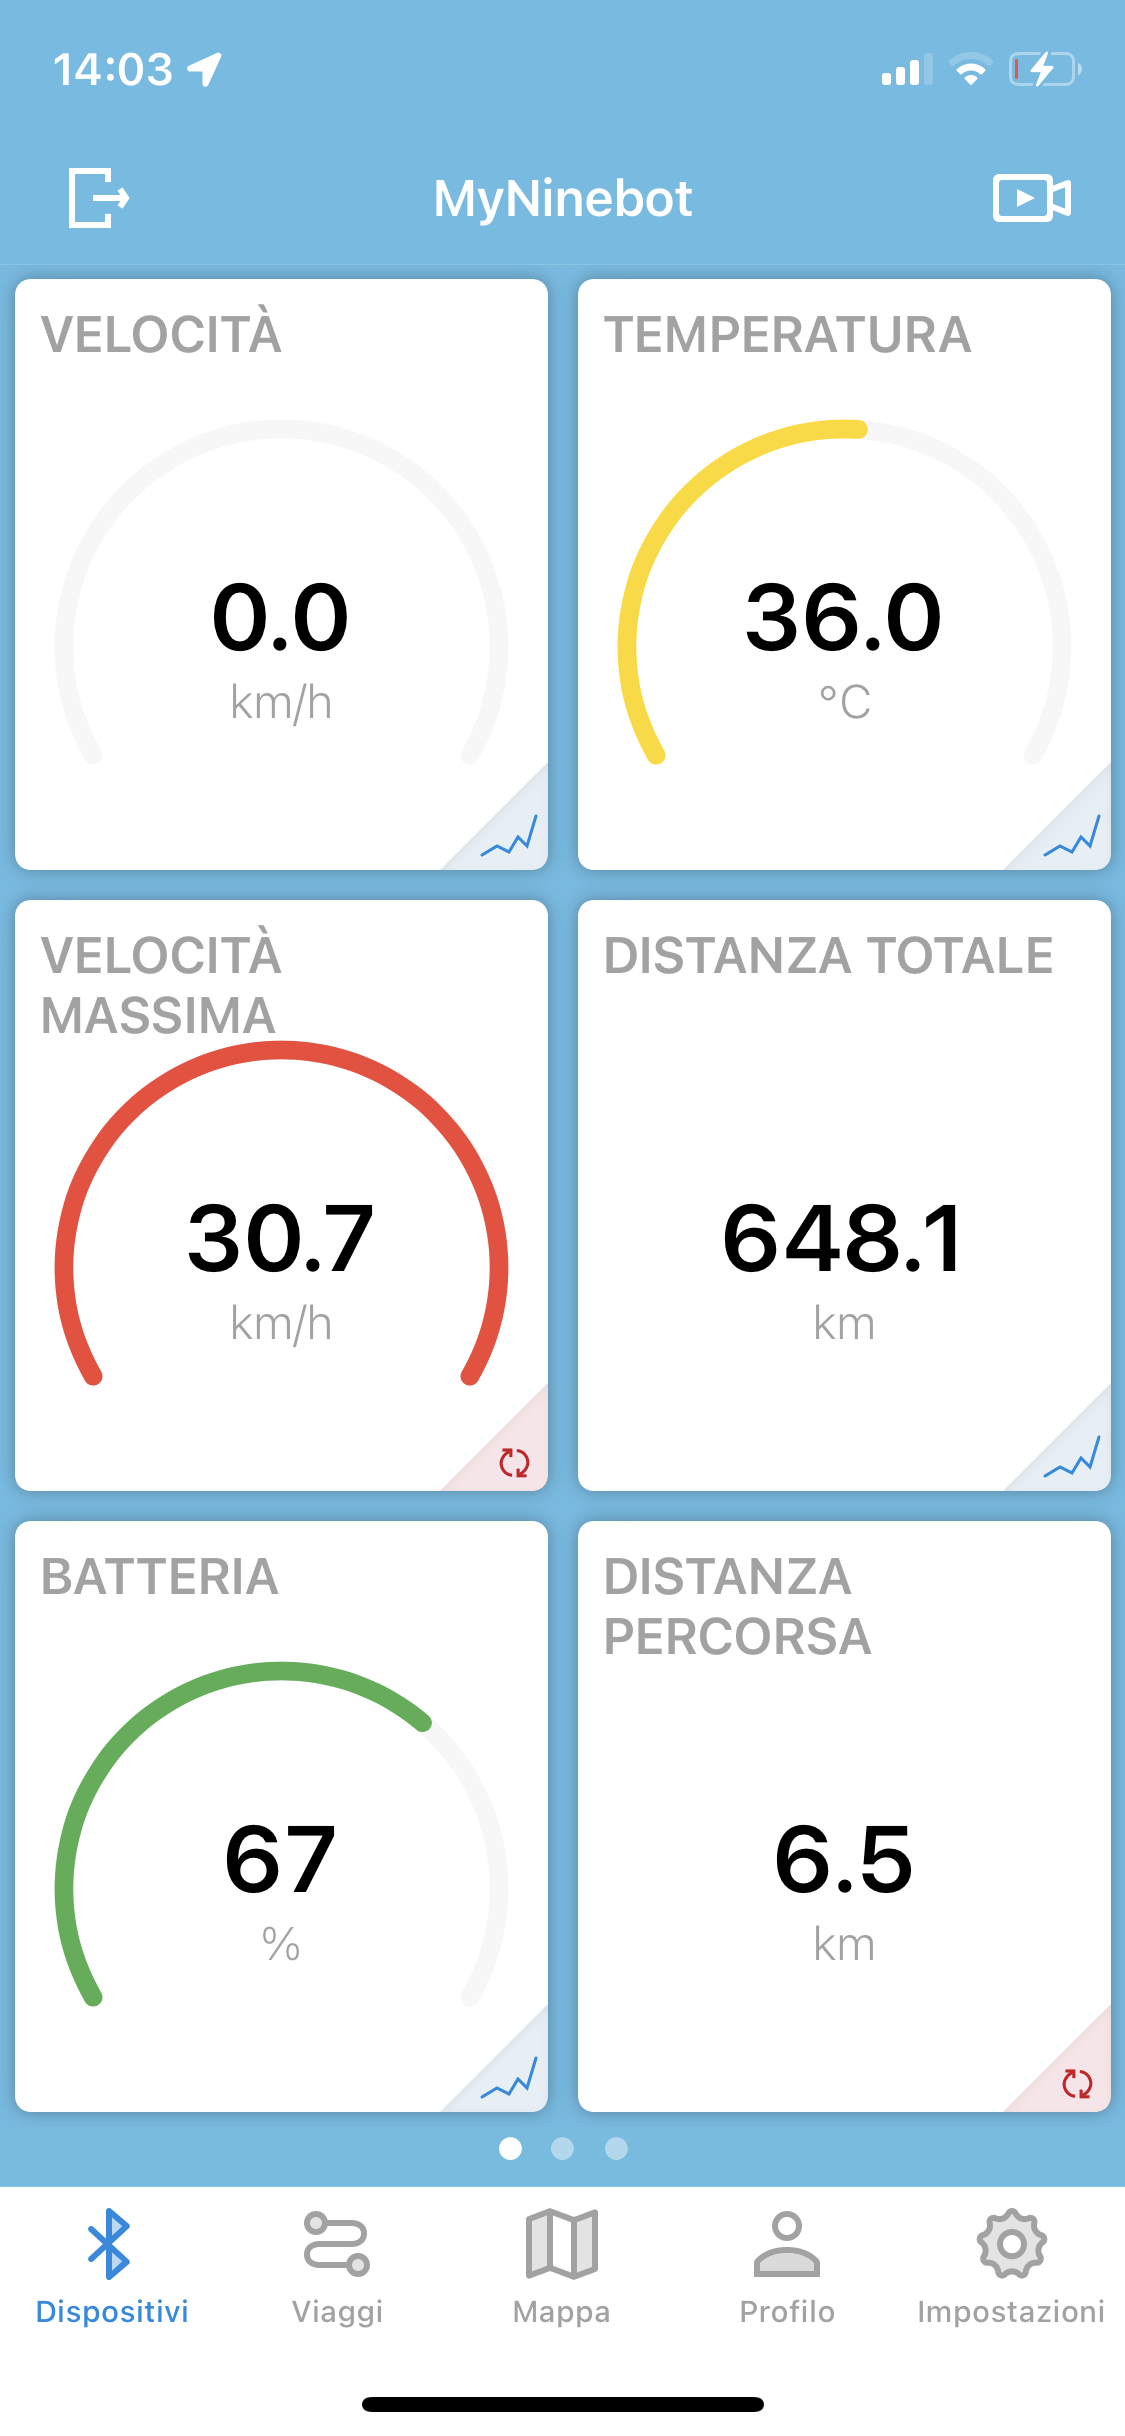 14:03
MyNinebot
VELOCITÀ
0.0
km/h
TEMPERATURA
36.0
°C
VELOCITÀ
MASSIMA
30.7
km/h
DISTANZA TOTALE
648.1
km
BATTERIA
67
%
DISTANZA
PERCORSA
6.5
km
Dispositivi
Viaggi
Mappa
Profilo
Impostazioni